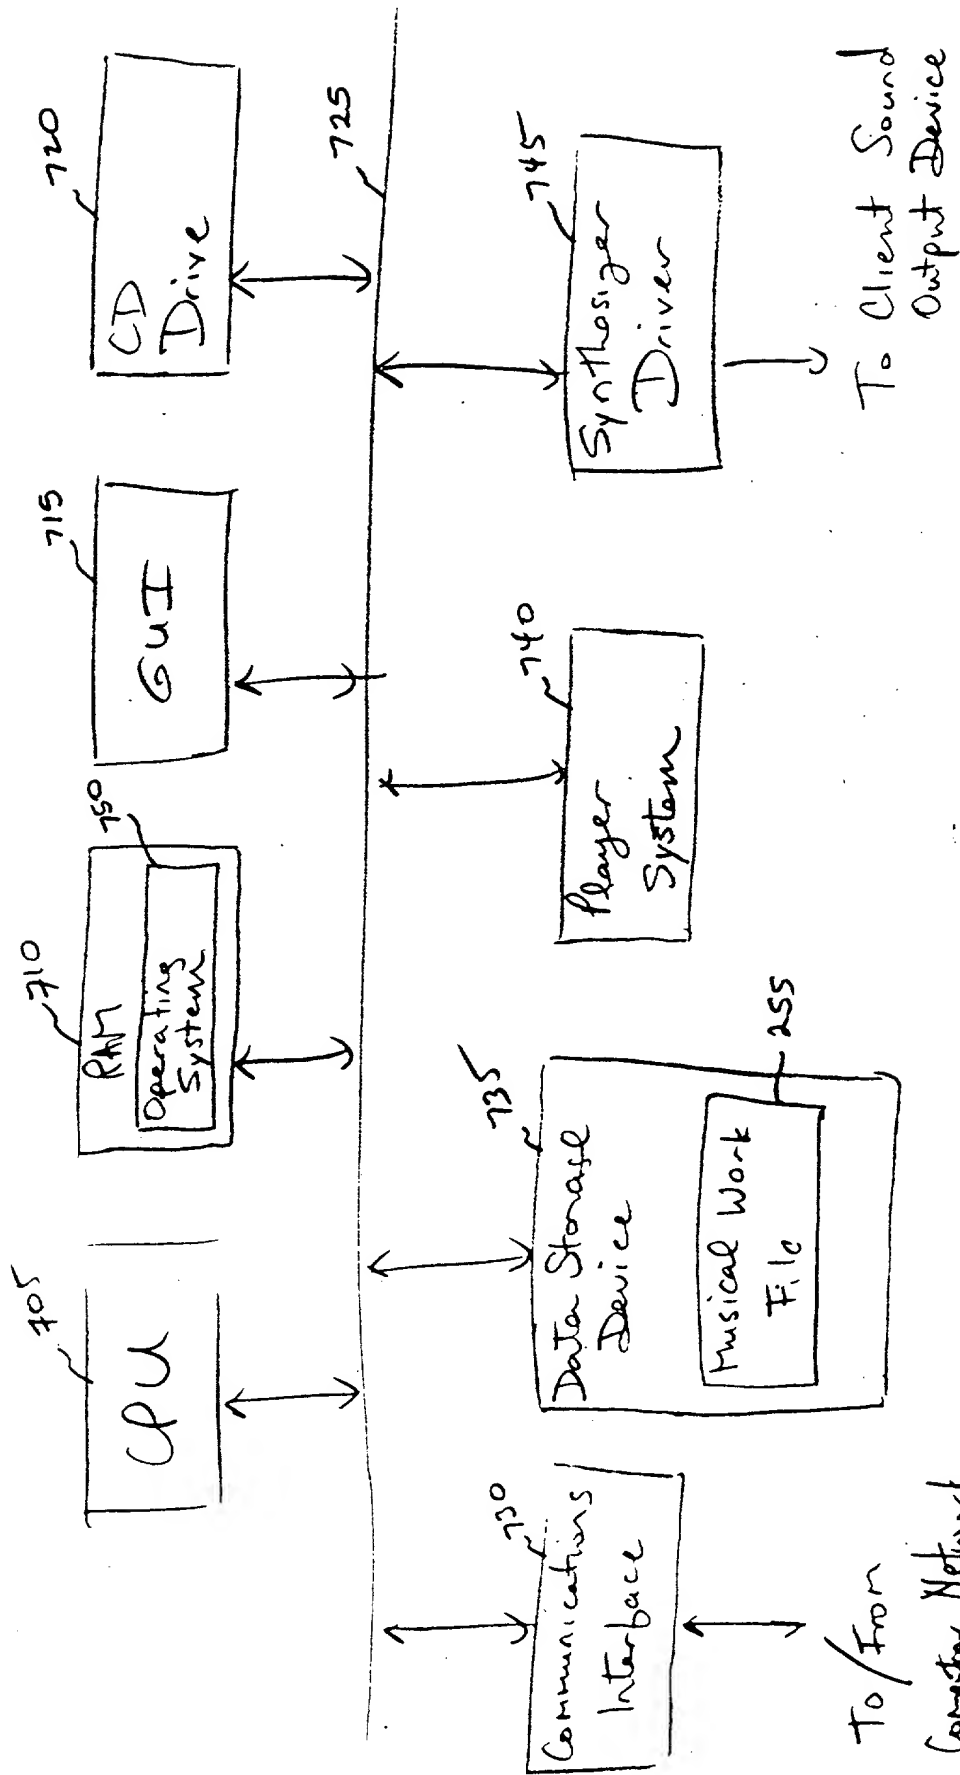 705
CPU
710
RAM
750
Operating
System
715
GUI
720
CD
Drive
725
730
Communications
Interface
To/From
Computer Network
735
Data Storage
Device
Musical Work
File
255
740
Player
System
745
Synthesizer
Driver
To Client Sound
Output Device